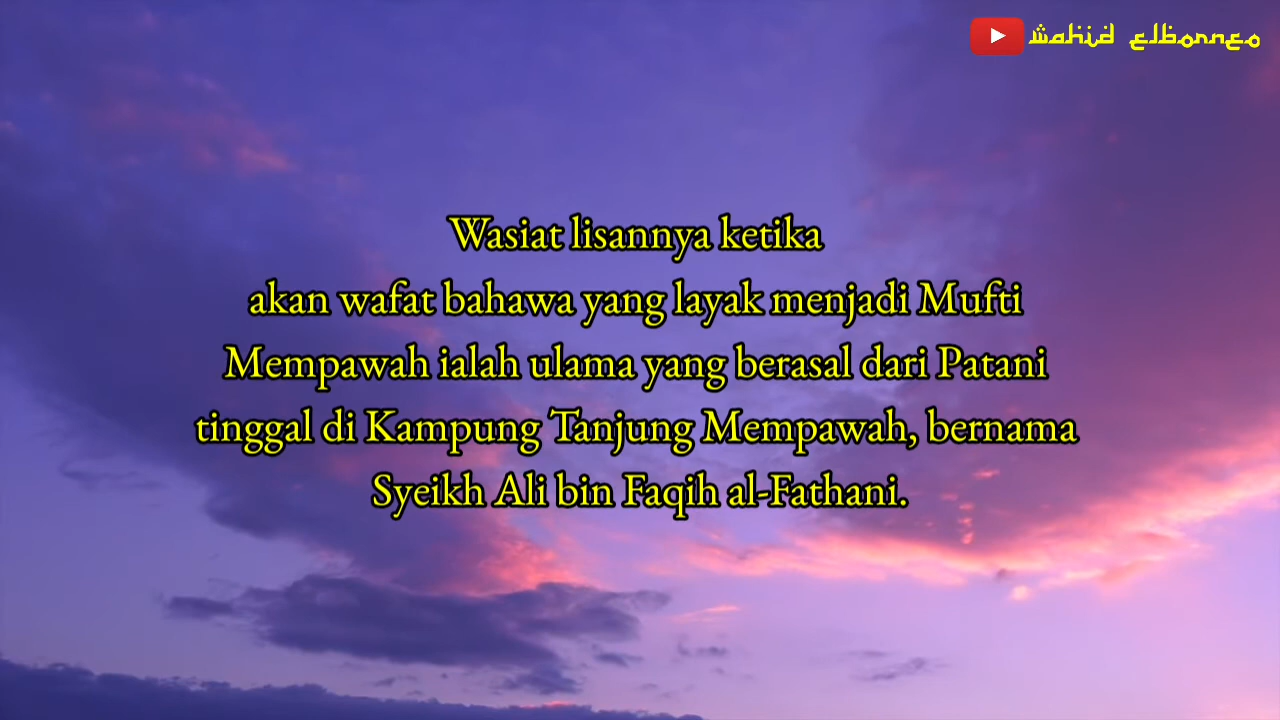 Wahid elborneo
Wasiat lisannya ketika
akan wafat bahawa yang layak menjadi Mufti
Mempawah ialah ulama yang berasal dari Patani
tinggal di Kampung Tanjung Mempawah, bernama
Syeikh Ali bin Faqih al-Fathani.